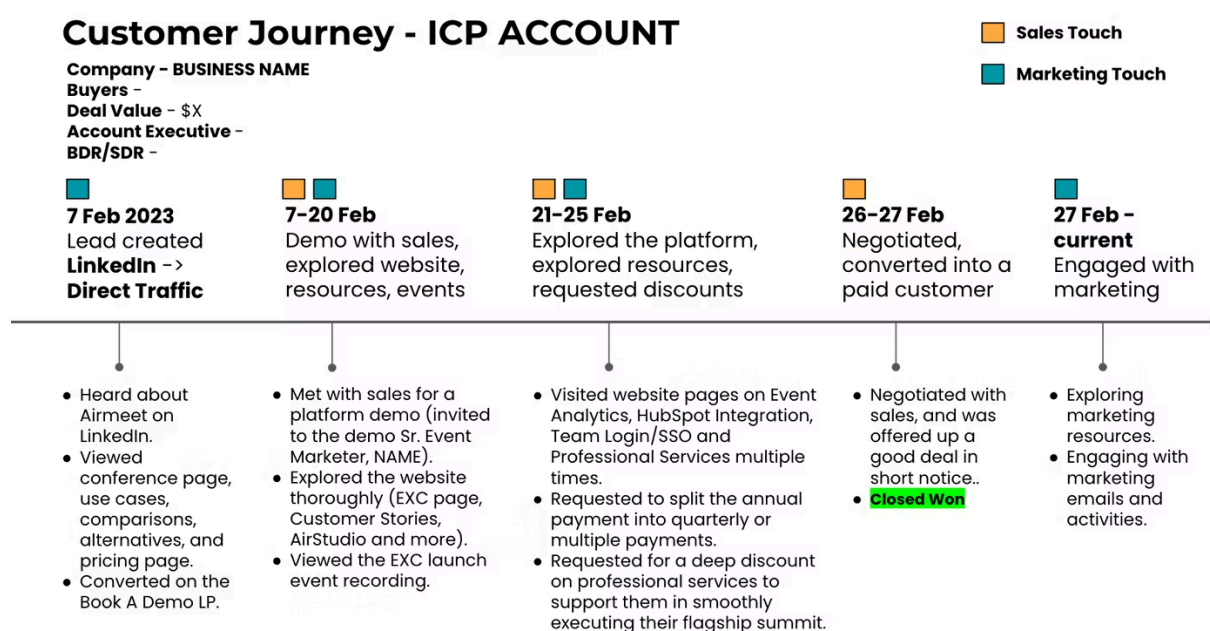 Customer Journey - ICP ACCOUNT
Sales Touch
Marketing Touch
Company - BUSINESS NAME
Buyers -
Deal Value - $X
Account Executive -
BDR/SDR -
7 Feb 2023
Lead created
LinkedIn ->
Direct Traffic
7-20 Feb
Demo with sales,
explored website,
resources, events
21-25 Feb
Explored the platform,
explored resources,
requested discounts
26-27 Feb
Negotiated,
converted into a
paid customer
27 Feb -
current
Engaged with
marketing
● Heard about
Airmeet on
LinkedIn.
● Viewed
conference page,
use cases,
comparisons,
alternatives, and
pricing page.
● Converted on the
Book A Demo LP.
● Met with sales for a
platform demo (invited
to the demo Sr. Event
Marketer, NAME).
● Explored the website
thoroughly (EXC page,
Customer Stories,
AirStudio and more).
● Viewed the EXC launch
event recording.
● Visited website pages on Event
Analytics, HubSpot Integration,
Team Login/SSO and
Professional Services multiple
times.
● Requested to split the annual
payment into quarterly or
multiple payments.
● Requested for a deep discount
on professional services to
support them in smoothly
executing their flagship summit.
● Negotiated with
sales, and was
offered up a
good deal in
short notice..
● Closed Won
● Exploring
marketing
resources.
● Engaging with
marketing
emails and
activities.